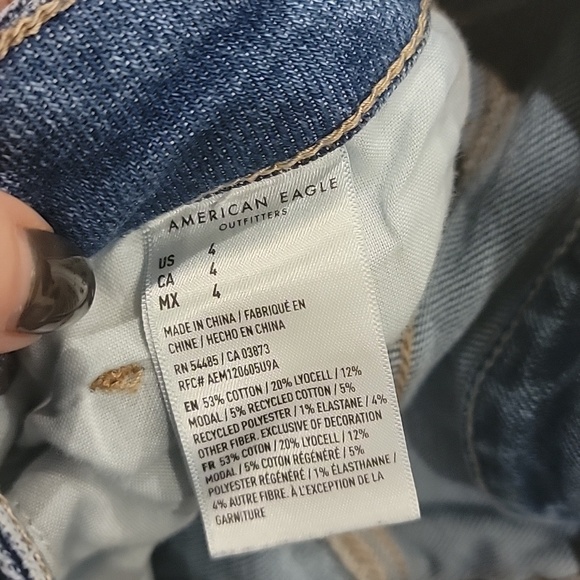 AMERICAN EAGLE
OUTFITTERS
US 4
CA 4
MX 4
MADE IN CHINA / FABRIQUÉ EN
CHINE / HECHO EN CHINA
RN 54485 / CA 03873
RFC# AEM120605U9A
EN 53% COTTON / 20% LYOCELL / 12%
MODAL / 5% RECYCLED COTTON / 5%
RECYCLED POLYESTER / 1% ELASTANE / 4%
OTHER FIBER. EXCLUSIVE OF DECORATION
FR 53% COTON / 20% LYOCELL / 12%
MODAL / 5% COTON RÉGÉNÉRÉ / 5%
POLYESTER RÉGÉNÉRÉ / 1% ÉLASTHANNE /
4% AUTRE FIBRE. À L'EXCEPTION DE LA
GARNITURE